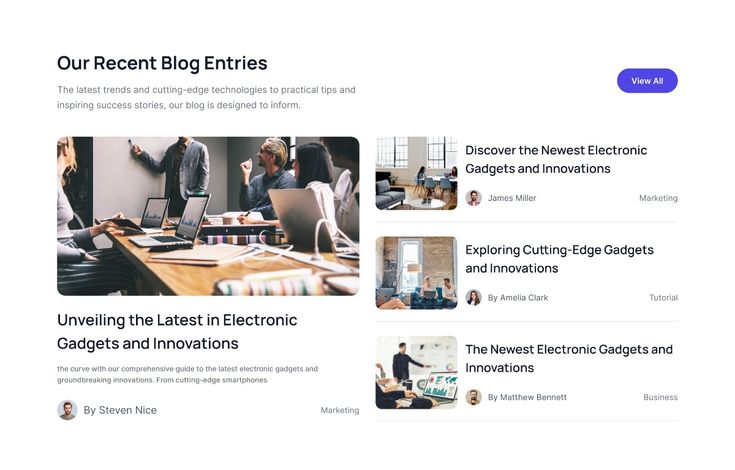 Our Recent Blog Entries
The latest trends and cutting-edge technologies to practical tips and
inspiring success stories, our blog is designed to inform.
View All
Unveiling the Latest in Electronic
Gadgets and Innovations
the curve with our comprehensive guide to the latest electronic gadgets and
groundbreaking innovations. From cutting-edge smartphones
By Steven Nice
Marketing
Discover the Newest Electronic
Gadgets and Innovations
James Miller
Marketing
Exploring Cutting-Edge Gadgets
and Innovations
By Amelia Clark
Tutorial
The Newest Electronic Gadgets and
Innovations
By Matthew Bennett
Business